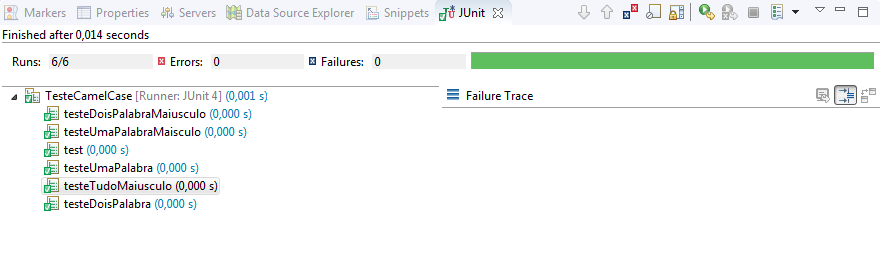 Markers Properties Servers Data Source Explorer Snippets JUnit
Finished after 0,014 seconds
Runs: 6/6 Errors: 0 Failures: 0
TesteCamelCase [Runner: JUnit 4] (0,001 s) Failure Trace
testeDoisPalabraMaiusculo (0,000 s)
testeUmaPalabraMaisculo (0,000 s)
test (0,000 s)
testeUmaPalabra (0,000 s)
testeTudoMaiusculo (0,000 s)
testeDoisPalabra (0,000 s)